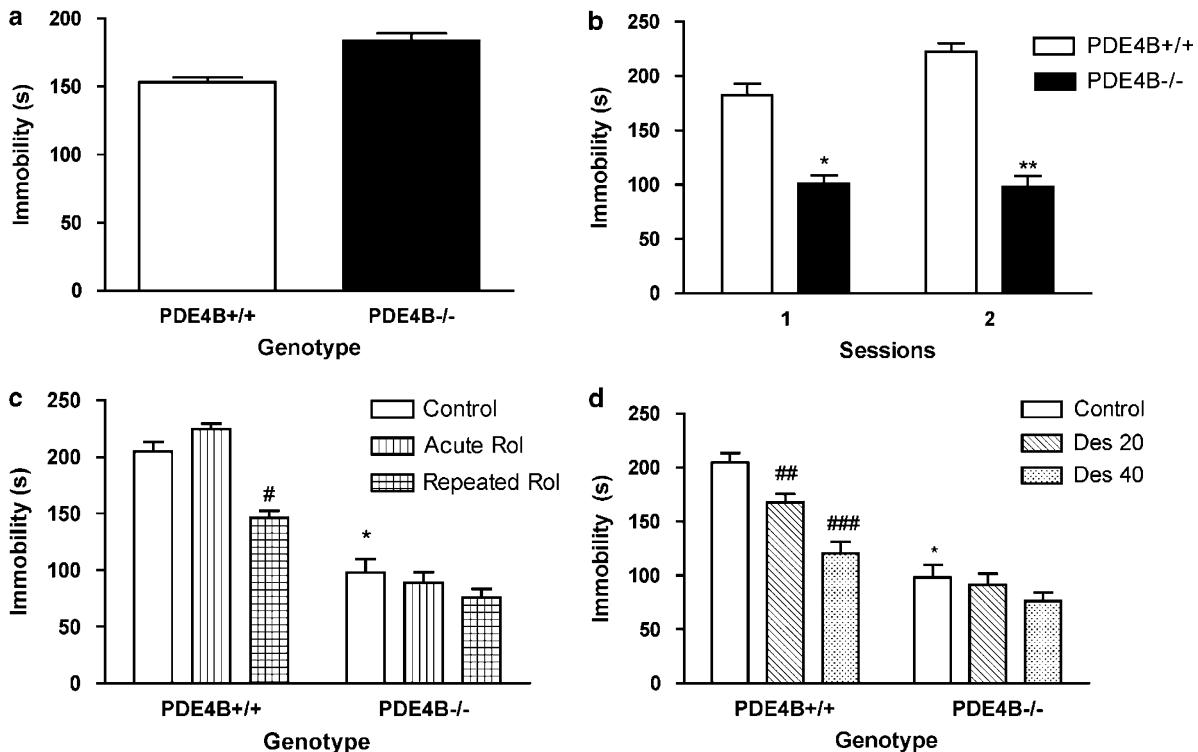 a
200
150
100
50
0
Immobility (s)
PDE4B+/+ PDE4B-/-
Genotype
b
250
200
150
100
50
0
Immobility (s)
PDE4B+/+
PDE4B-/-
*
**
1 2
Sessions
c
250
200
150
100
50
0
Immobility (s)
Control
Acute Rol
Repeated Rol
#
*
PDE4B+/+ PDE4B-/-
Genotype
d
250
200
150
100
50
0
Immobility (s)
Control
Des 20
Des 40
##
###
*
PDE4B+/+ PDE4B-/-
Genotype